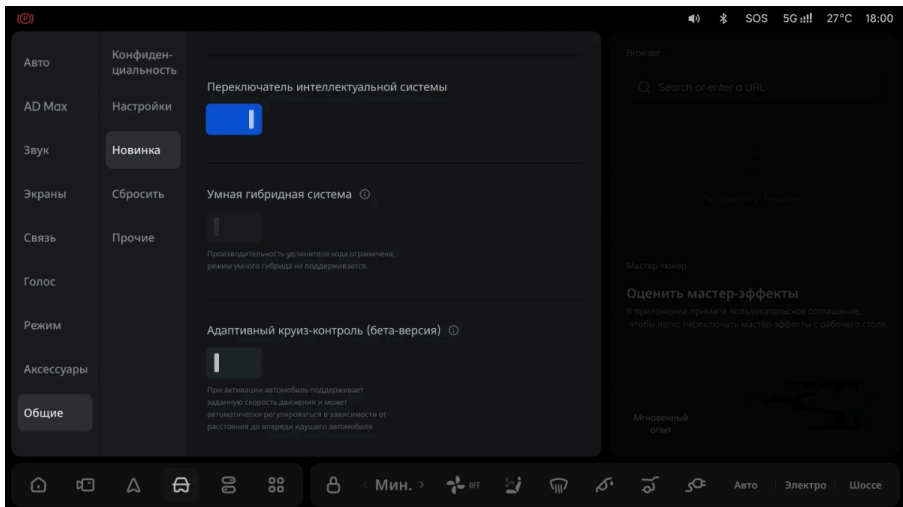 (P)
SOS
5G
27°C
18:00
Авто
AD Max
Звук
Экраны
Связь
Голос
Режим
Аксессуары
Общие
Конфиден-
циальность
Настройки
Новинка
Сбросить
Прочие
Переключатель интеллектуальной системы
Умная гибридная система
Производительность удлинителя хода ограничена;
режим умного гибрида не поддерживается.
Адаптивный круиз-контроль (бета-версия)
При активации автомобиль поддерживает
заданную скорость движения и может
автоматически регулироваться в зависимости от
расстояния до впереди идущего автомобиля
Browser
Search or enter a URL
Мастер-тюнер
Оценить мастер-эффекты
В приложении примите пользовательское соглашение,
чтобы легко переключать мастер-эффекты с рабочего стола.
Мгновенный
опыт
Мин.
OFF
Авто
Электро
Шоссе